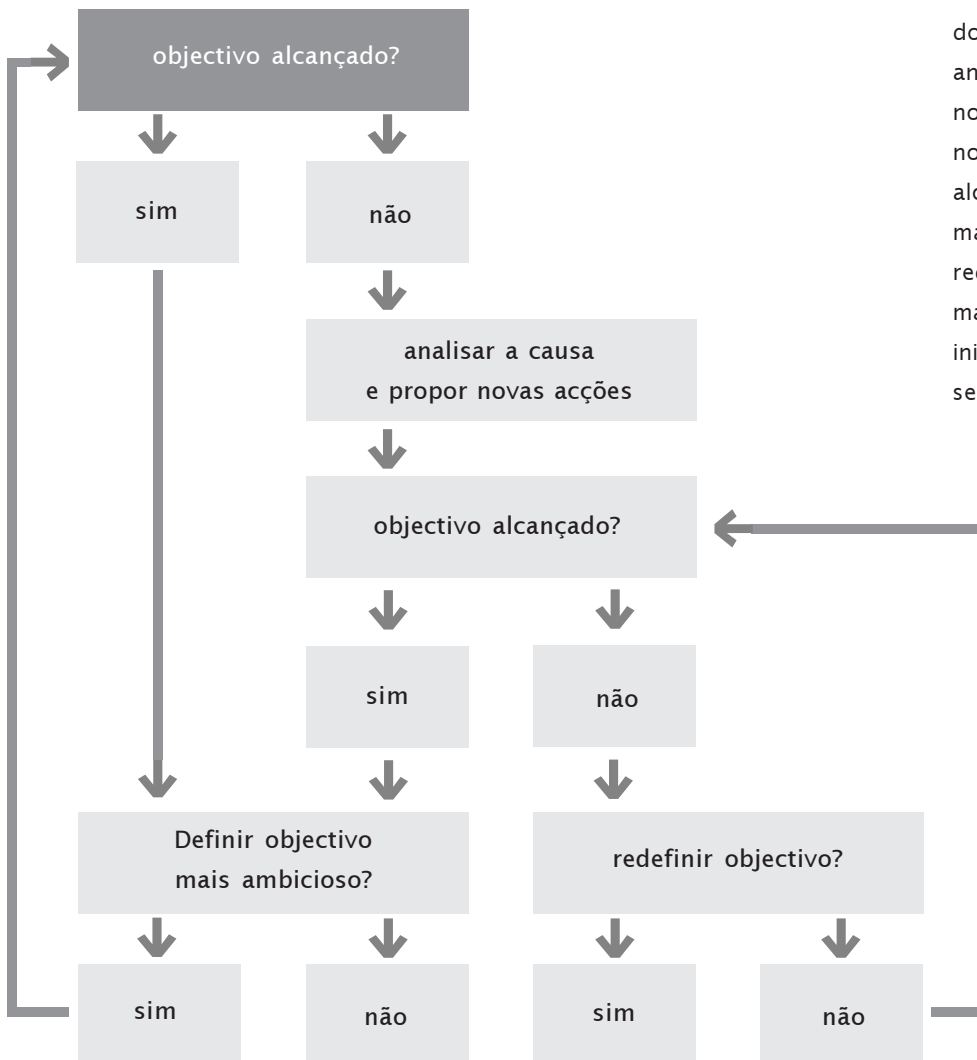 objectivo alcançado?
sim
não
analisar a causa
e propor novas acções
objectivo alcançado?
sim
não
Definir objectivo
mais ambicioso?
redefinir objectivo?
sim
não
sim
não